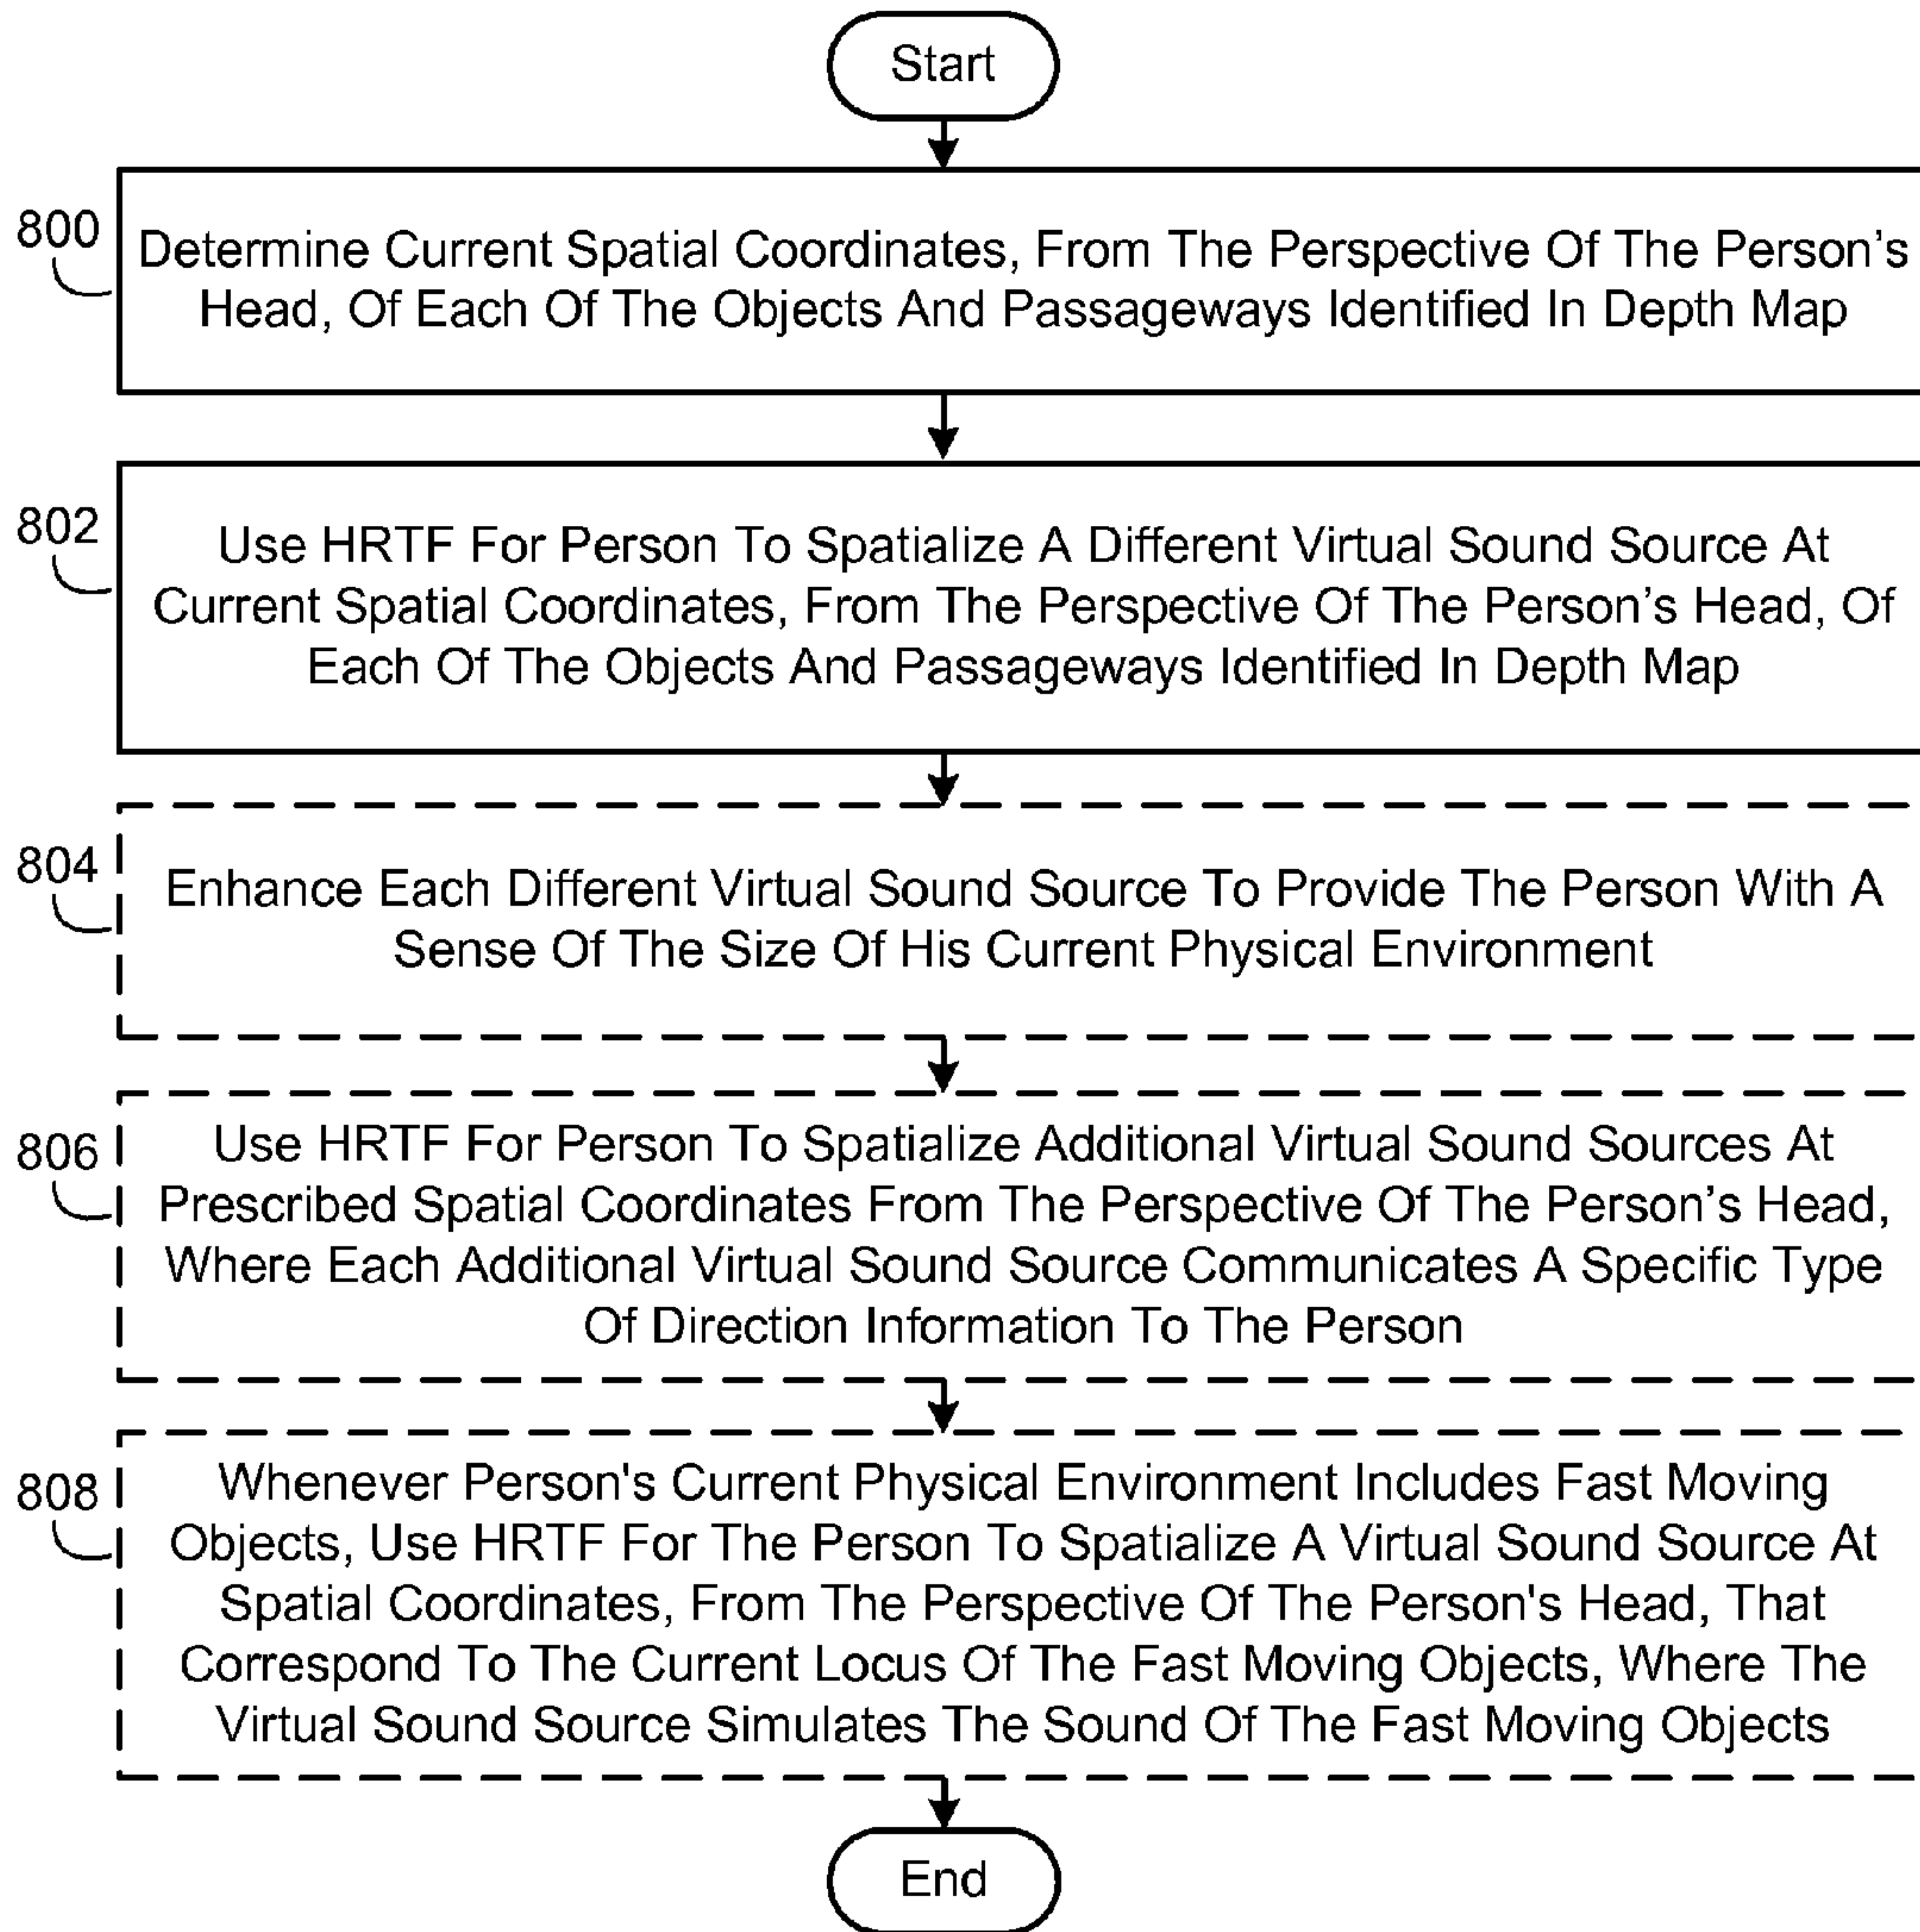 Start
800
Determine Current Spatial Coordinates, From The Perspective Of The Person’s
Head, Of Each Of The Objects And Passageways Identified In Depth Map
802
Use HRTF For Person To Spatialize A Different Virtual Sound Source At
Current Spatial Coordinates, From The Perspective Of The Person’s Head, Of
Each Of The Objects And Passageways Identified In Depth Map
804
Enhance Each Different Virtual Sound Source To Provide The Person With A
Sense Of The Size Of His Current Physical Environment
806
Use HRTF For Person To Spatialize Additional Virtual Sound Sources At
Prescribed Spatial Coordinates From The Perspective Of The Person’s Head,
Where Each Additional Virtual Sound Source Communicates A Specific Type
Of Direction Information To The Person
808
Whenever Person's Current Physical Environment Includes Fast Moving
Objects, Use HRTF For The Person To Spatialize A Virtual Sound Source At
Spatial Coordinates, From The Perspective Of The Person's Head, That
Correspond To The Current Locus Of The Fast Moving Objects, Where The
Virtual Sound Source Simulates The Sound Of The Fast Moving Objects
End